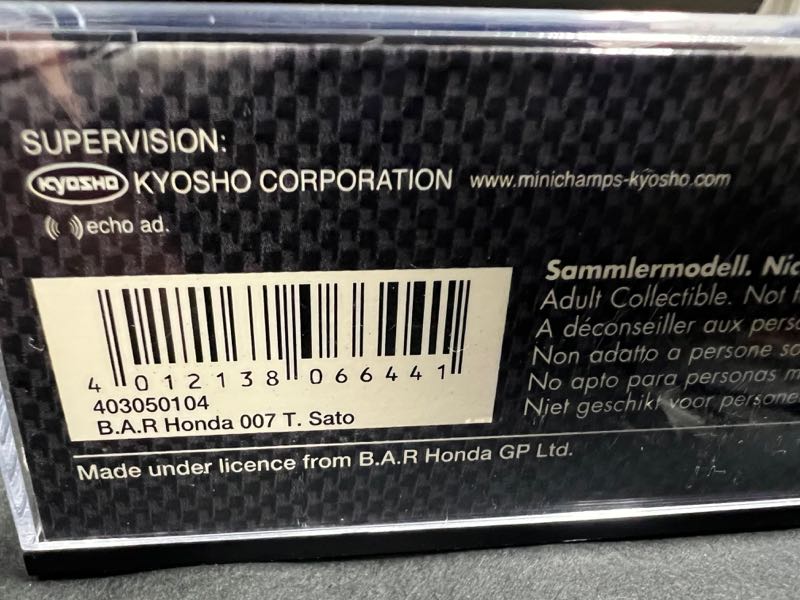 SUPERVISION:
KYOSHO KYOSHO CORPORATION www.minichamps-kyosho.com
echo ad.
4 012138 066441
403050104
B.A.R Honda 007 T. Sato
Sammlermodell.
Adult Collectible. Not
A déconseiller aux
Non adatto a persone
No apto para personas
Niet geschikt voor
Made under licence from B.A.R Honda GP Ltd.